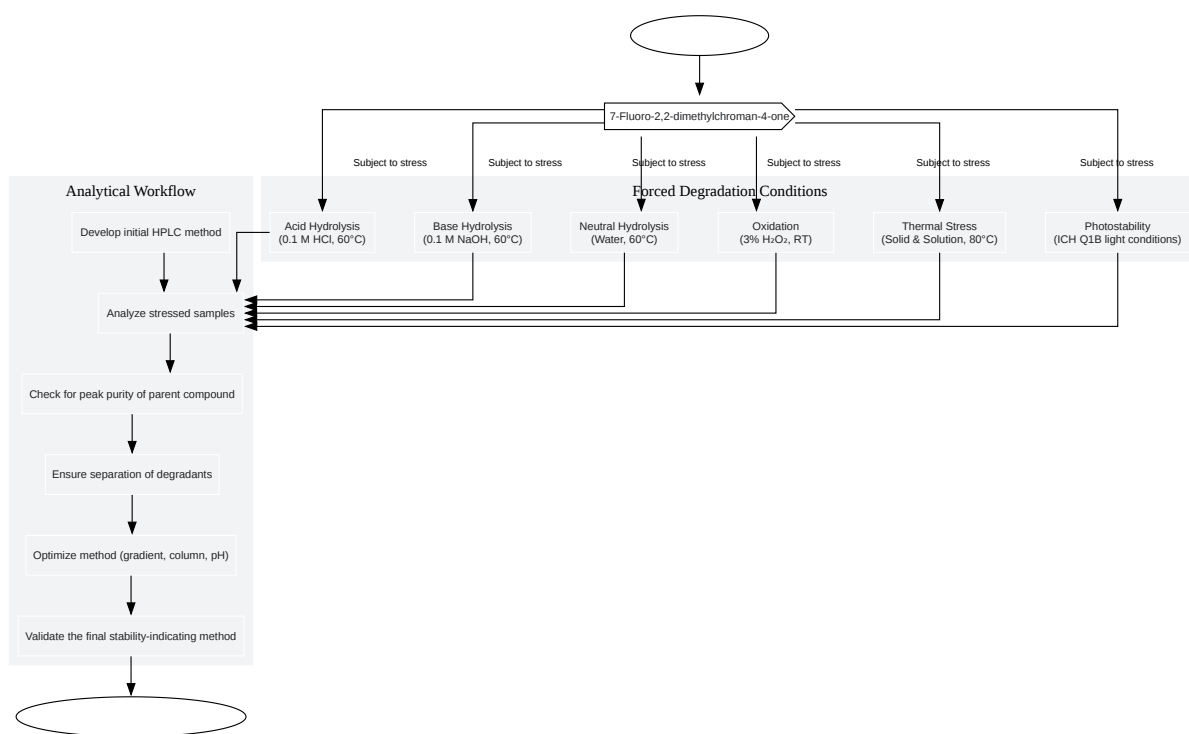 7-Fluoro-2,2-dimethylchroman-4-one
Subject to stress
Subject to stress
Subject to stress
Subject to stress
Subject to stress
Subject to stress
Analytical Workflow
Forced Degradation Conditions
Develop initial HPLC method
Acid Hydrolysis
(0.1 M HCl, 60°C)
Base Hydrolysis
(0.1 M NaOH, 60°C)
Neutral Hydrolysis
(Water, 60°C)
Oxidation
(3% H₂O₂, RT)
Thermal Stress
(Solid & Solution, 80°C)
Photostability
(ICH Q1B light conditions)
Analyze stressed samples
Check for peak purity of parent compound
Ensure separation of degradants
Optimize method (gradient, column, pH)
Validate the final stability-indicating method